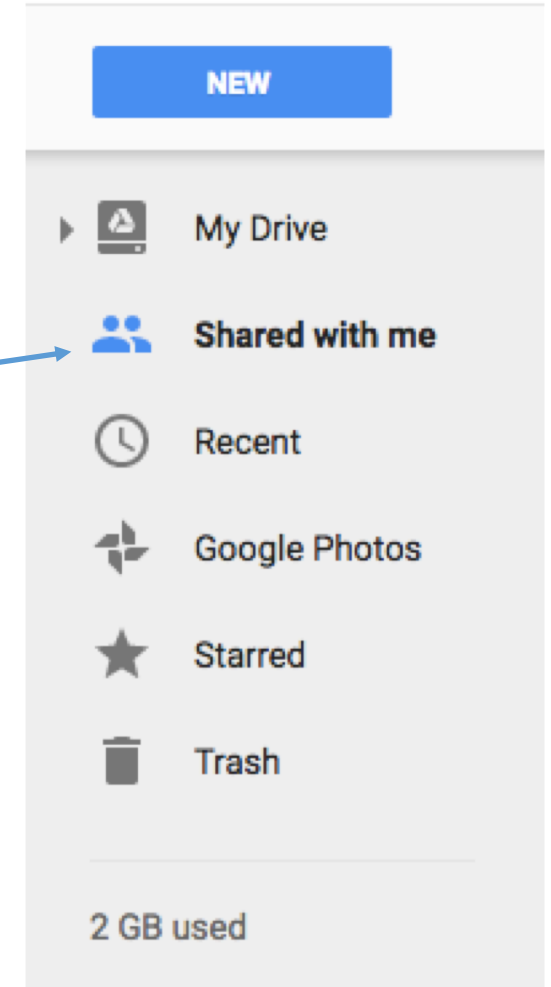 NEW
My Drive
Shared with me
Recent
Google Photos
Starred
Trash
2 GB used